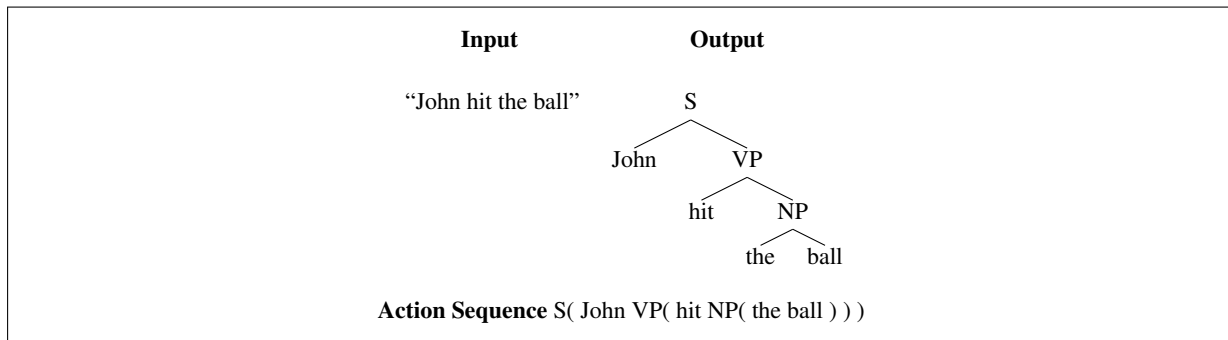 Input Output
“John hit the ball” S
John VP
hit NP
the ball
Action Sequence S( John VP( hit NP( the ball ) ) )